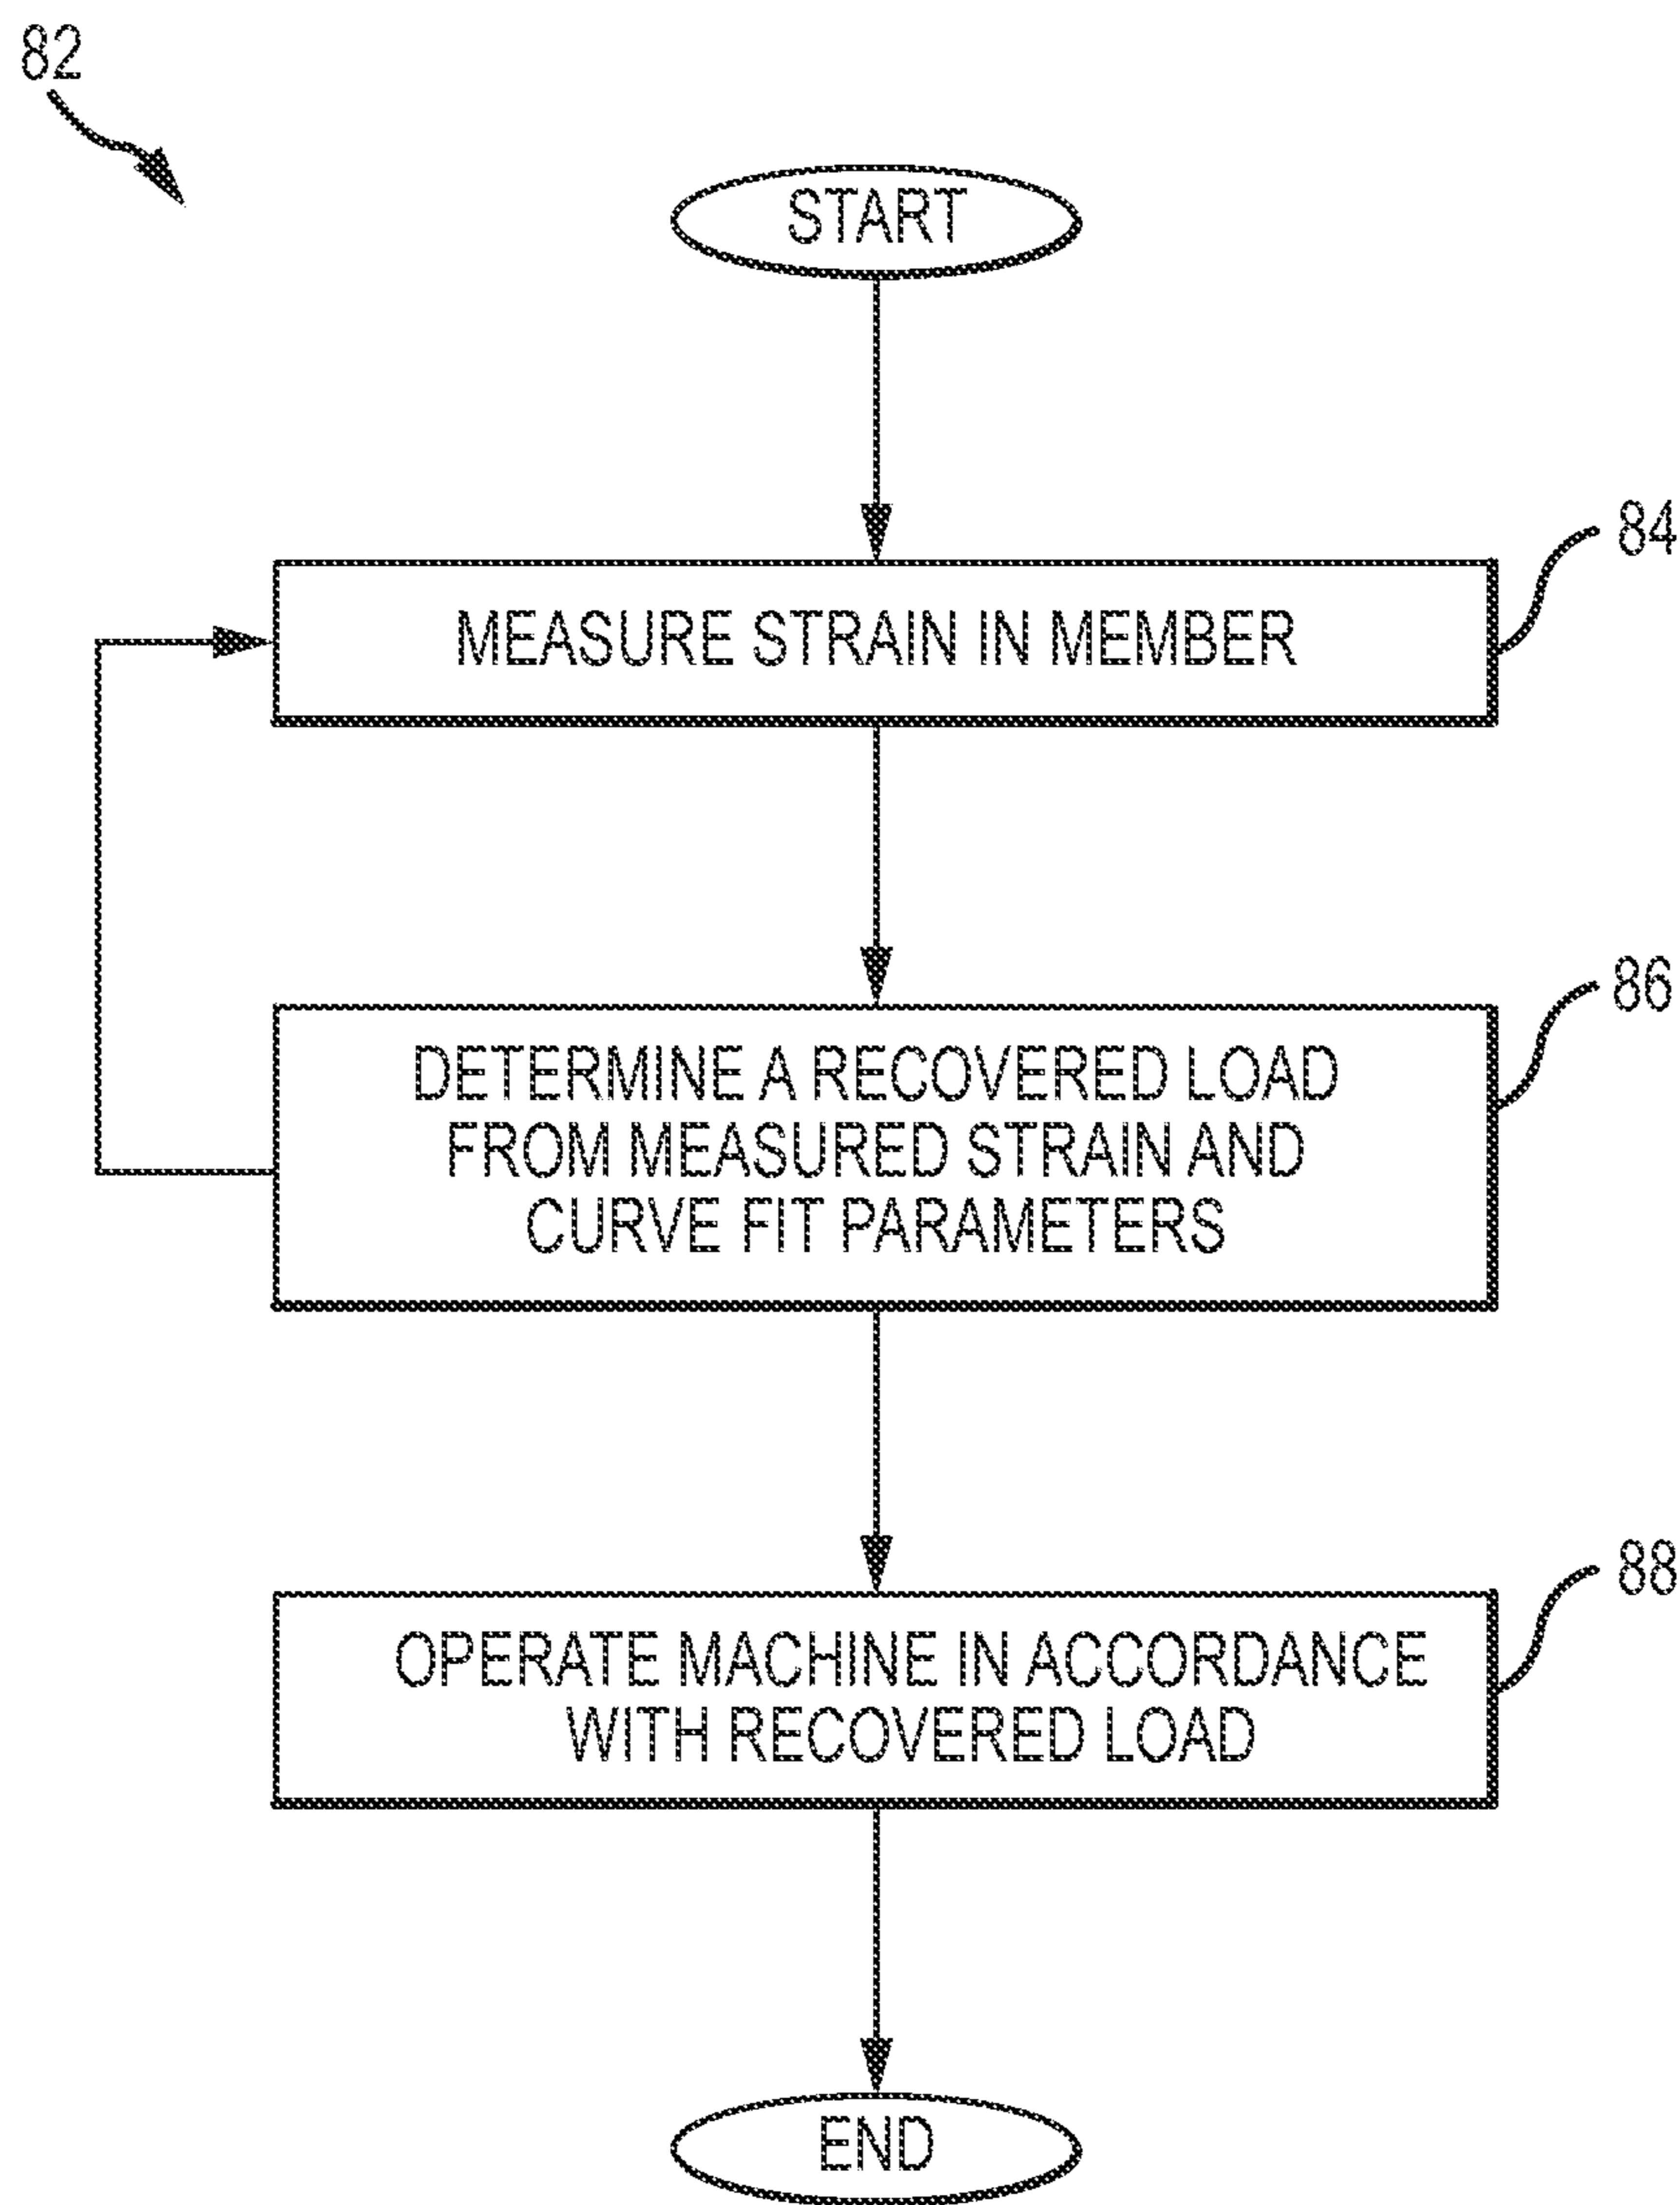 82
START
84
MEASURE STRAIN IN MEMBER
86
DETERMINE A RECOVERED LOAD
FROM MEASURED STRAIN AND
CURVE FIT PARAMETERS
88
OPERATE MACHINE IN ACCORDANCE
WITH RECOVERED LOAD
END